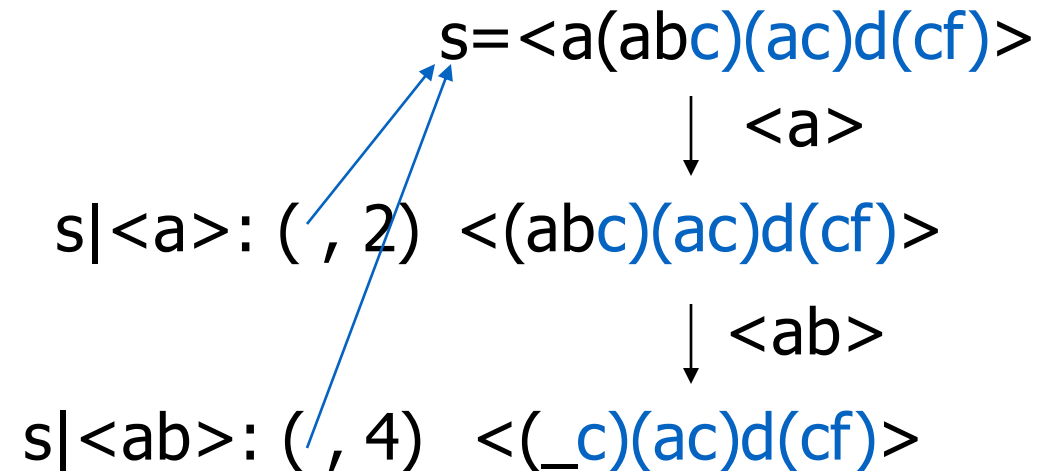 s=<a(abc)(ac)d(cf)>
<a>
s|<a>: ( , 2) <(abc)(ac)d(cf)>
<ab>
s|<ab>: ( , 4) <(_c)(ac)d(cf)>